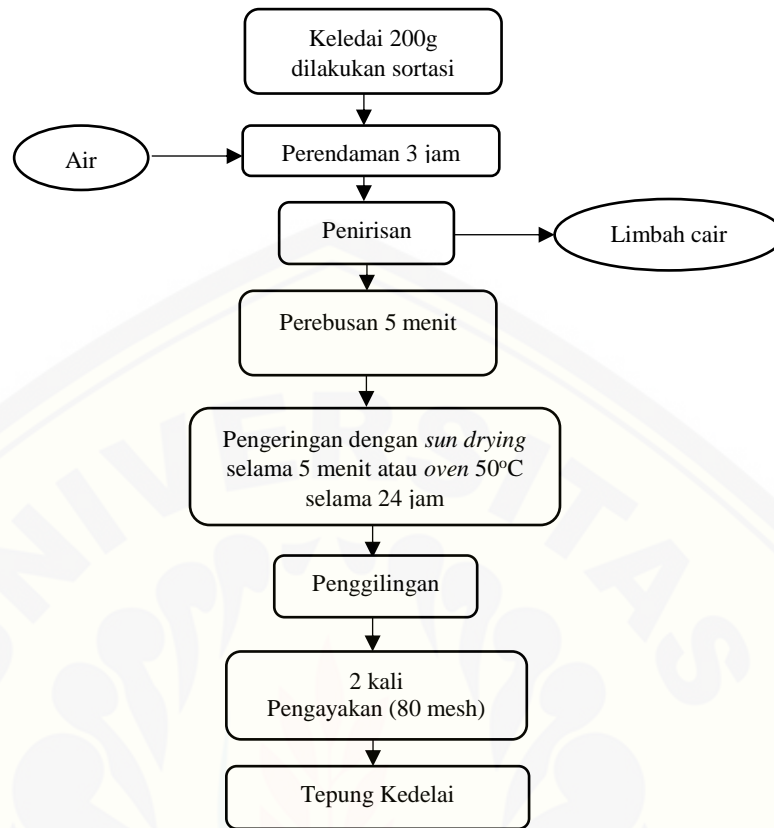 Keledai 200g
dilakukan sortasi
Air
Perendaman 3 jam
Penirisan
Limbah cair
Perebusan 5 menit
Pengeringan dengan sun drying
selama 5 menit atau oven 50°C
selama 24 jam
Penggilingan
2 kali
Pengayakan (80 mesh)
Tepung Kedelai
UNIVERSITAS